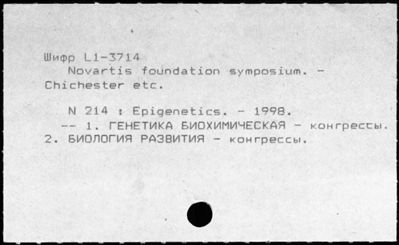 Шифр L1-3714
Novartis foundation symposium. –
Chichester etc.
N 214 : Epigenetics. – 1998.
-- 1. ГЕНЕТИКА БИОХИМИЧЕСКАЯ – конгрессы.
2. БИОЛОГИЯ РАЗВИТИЯ – конгрессы.